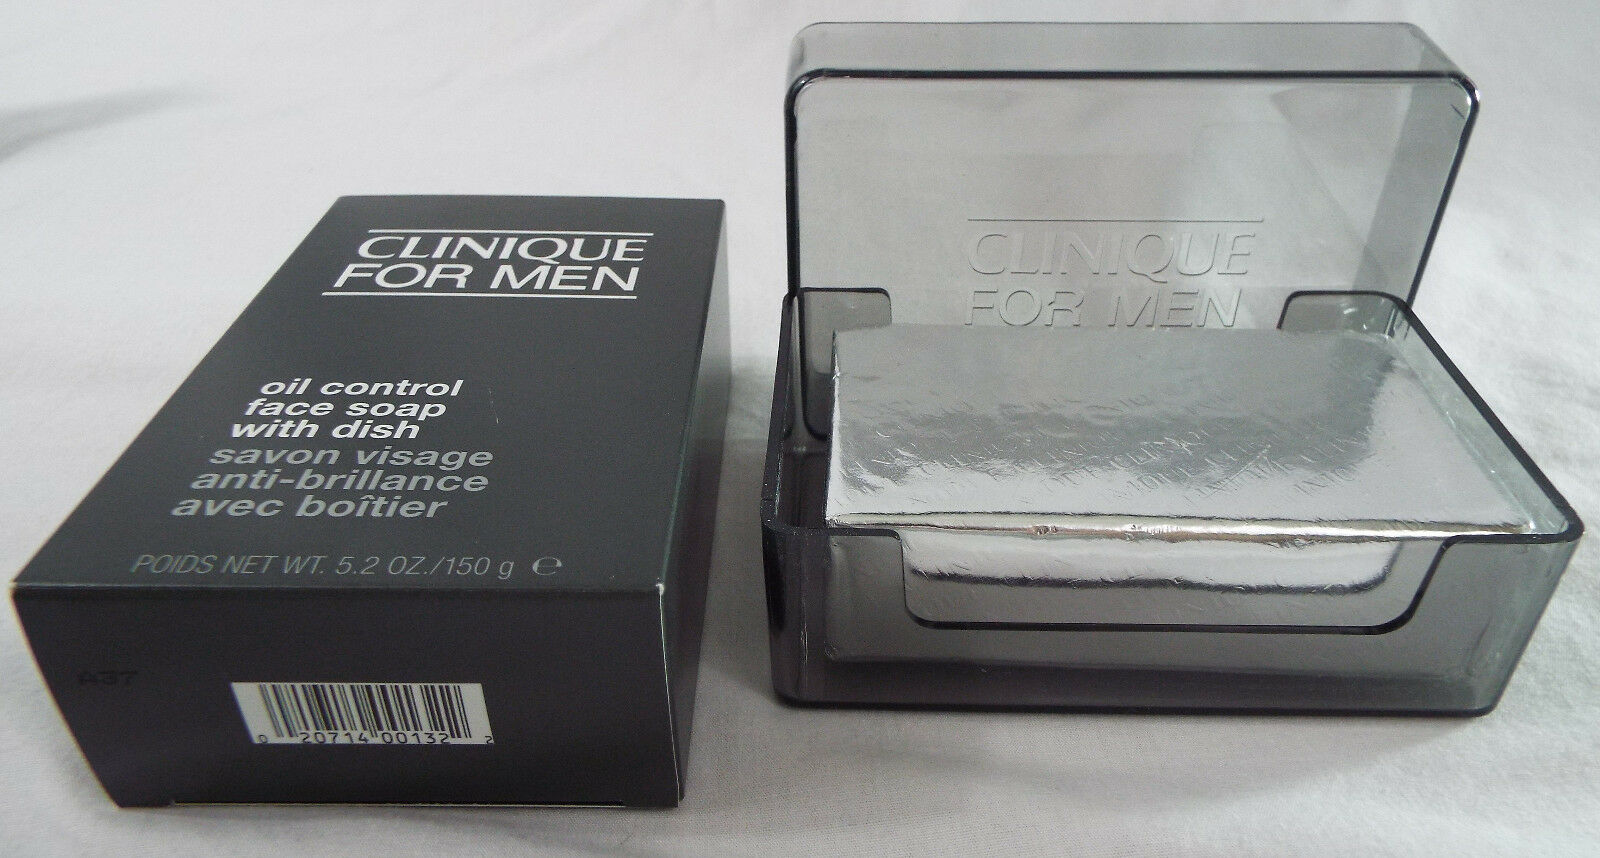 CLINIQUE
FOR MEN
oil control
face soap
with dish
savon visage
anti-brillance
avec boîtier
POIDS NET WT. 5.2 OZ./150 g ℮
A37
0 20714 00132 2
CLINIQUE
FOR MEN